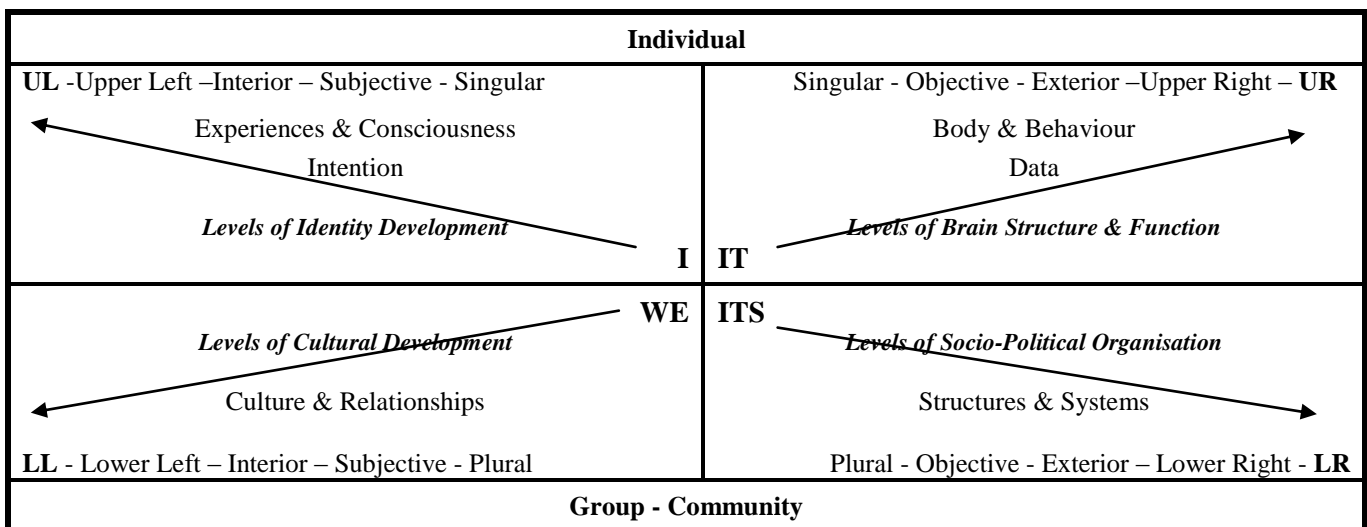 Individual
UL -Upper Left –Interior – Subjective - Singular
Experiences & Consciousness
Intention
Levels of Identity Development
I
Singular - Objective - Exterior –Upper Right – UR
Body & Behaviour
Data
Levels of Brain Structure & Function
IT
WE
Levels of Cultural Development
Culture & Relationships
LL - Lower Left – Interior – Subjective - Plural
ITS
Levels of Socio-Political Organisation
Structures & Systems
Plural - Objective - Exterior – Lower Right - LR
Group - Community